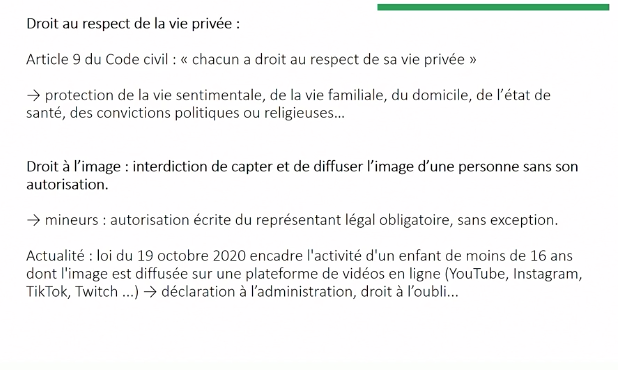 Droit au respect de la vie privée :
Article 9 du Code civil : « chacun a droit au respect de sa vie privée »
→ protection de la vie sentimentale, de la vie familiale, du domicile, de l’état de
santé, des convictions politiques ou religieuses…
Droit à l’image : interdiction de capter et de diffuser l’image d’une personne sans son
autorisation.
→ mineurs : autorisation écrite du représentant légal obligatoire, sans exception.
Actualité : loi du 19 octobre 2020 encadre l'activité d'un enfant de moins de 16 ans
dont l'image est diffusée sur une plateforme de vidéos en ligne (YouTube, Instagram,
TikTok, Twitch ...) → déclaration à l’administration, droit à l’oubli...